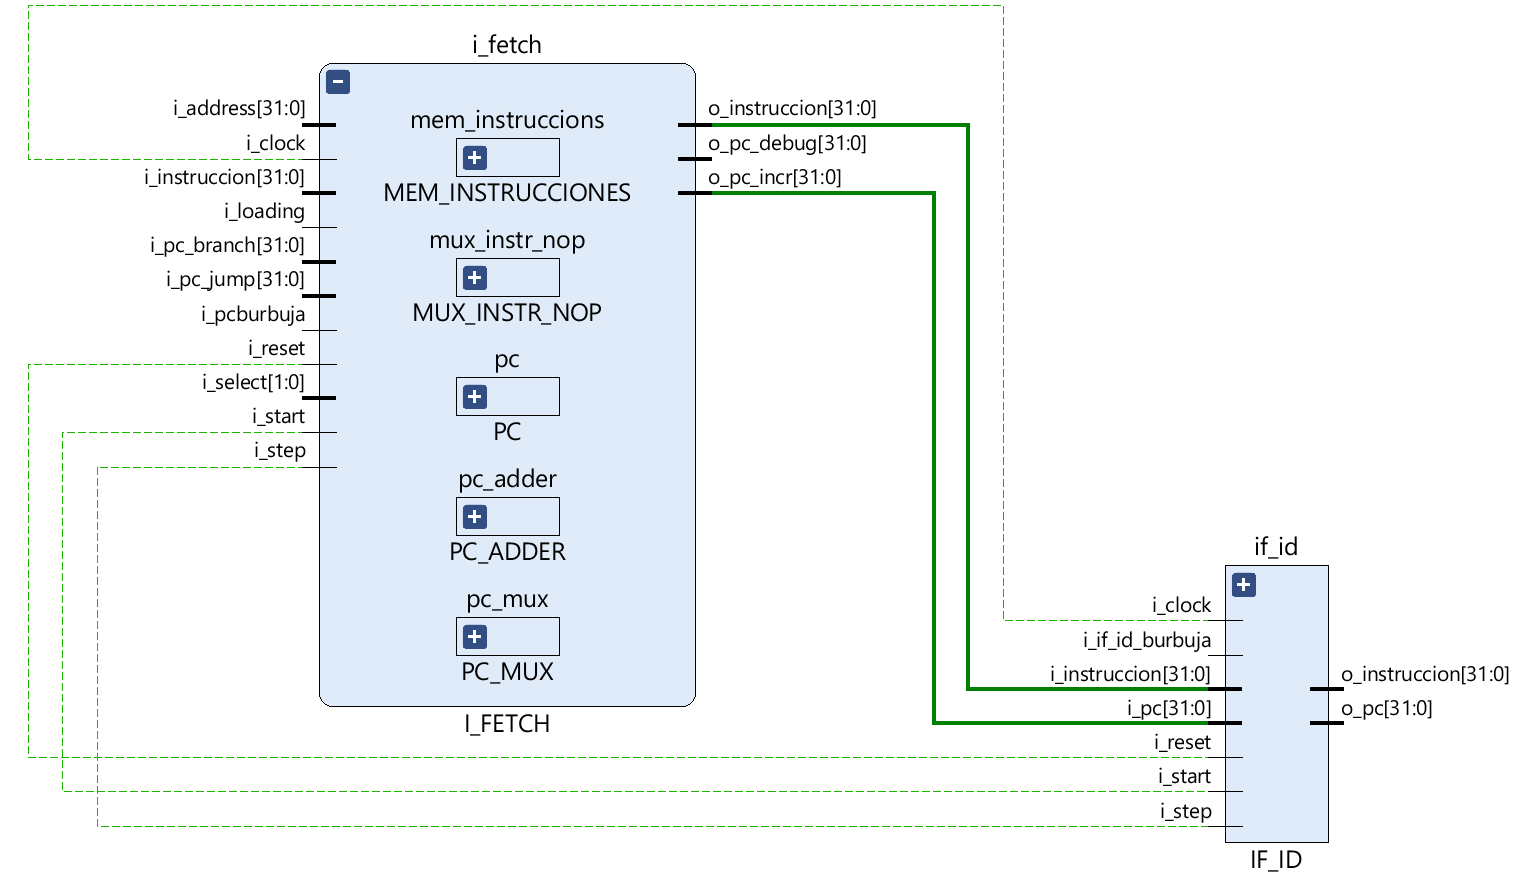 i_fetch
i_address[31:0]
i_clock
i_instruccion[31:0]
i_loading
i_pc_branch[31:0]
i_pc_jump[31:0]
i_pcburbuja
i_reset
i_select[1:0]
i_start
i_step
mem_instruccions
MEM_INSTRUCCIONES
mux_instr_nop
MUX_INSTR_NOP
pc
PC
pc_adder
PC_ADDER
pc_mux
PC_MUX
o_instruccion[31:0]
o_pc_debug[31:0]
o_pc_incr[31:0]
I_FETCH
if_id
i_clock
i_if_id_burbuja
i_instruccion[31:0]
i_pc[31:0]
i_reset
i_start
i_step
o_instruccion[31:0]
o_pc[31:0]
IF_ID